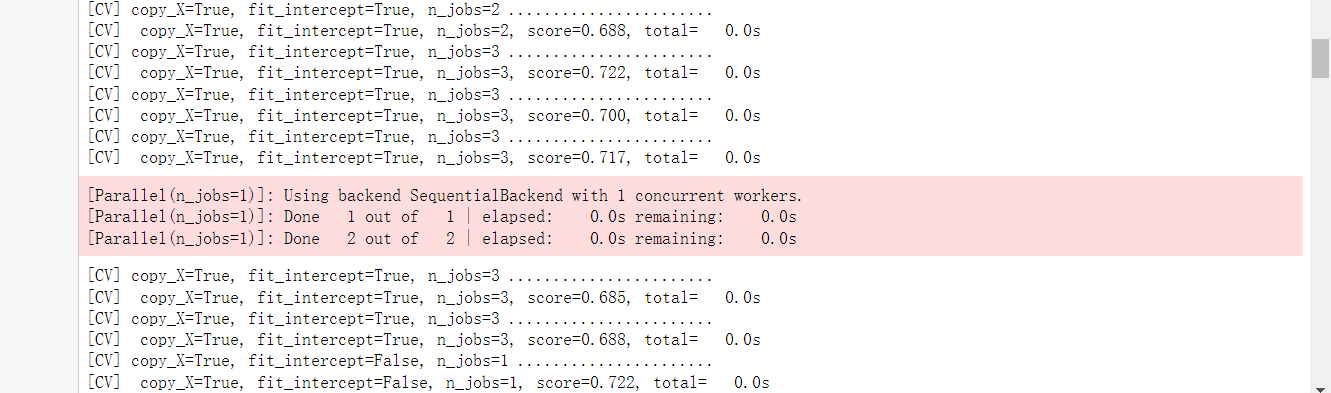 [CV] copy_X=True, fit_intercept=True, n_jobs=2 .......................
[CV]  copy_X=True, fit_intercept=True, n_jobs=2, score=0.688, total=   0.0s
[CV] copy_X=True, fit_intercept=True, n_jobs=3 .......................
[CV]  copy_X=True, fit_intercept=True, n_jobs=3, score=0.722, total=   0.0s
[CV] copy_X=True, fit_intercept=True, n_jobs=3 .......................
[CV]  copy_X=True, fit_intercept=True, n_jobs=3, score=0.700, total=   0.0s
[CV] copy_X=True, fit_intercept=True, n_jobs=3 .......................
[CV]  copy_X=True, fit_intercept=True, n_jobs=3, score=0.717, total=   0.0s
[Parallel(n_jobs=1)]: Using backend SequentialBackend with 1 concurrent workers.
[Parallel(n_jobs=1)]: Done   1 out of   1 | elapsed:    0.0s remaining:    0.0s
[Parallel(n_jobs=1)]: Done   2 out of   2 | elapsed:    0.0s remaining:    0.0s
[CV] copy_X=True, fit_intercept=True, n_jobs=3 .......................
[CV]  copy_X=True, fit_intercept=True, n_jobs=3, score=0.685, total=   0.0s
[CV] copy_X=True, fit_intercept=True, n_jobs=3 .......................
[CV]  copy_X=True, fit_intercept=True, n_jobs=3, score=0.688, total=   0.0s
[CV] copy_X=True, fit_intercept=False, n_jobs=1 ......................
[CV]  copy_X=True, fit_intercept=False, n_jobs=1, score=0.722, total=   0.0s